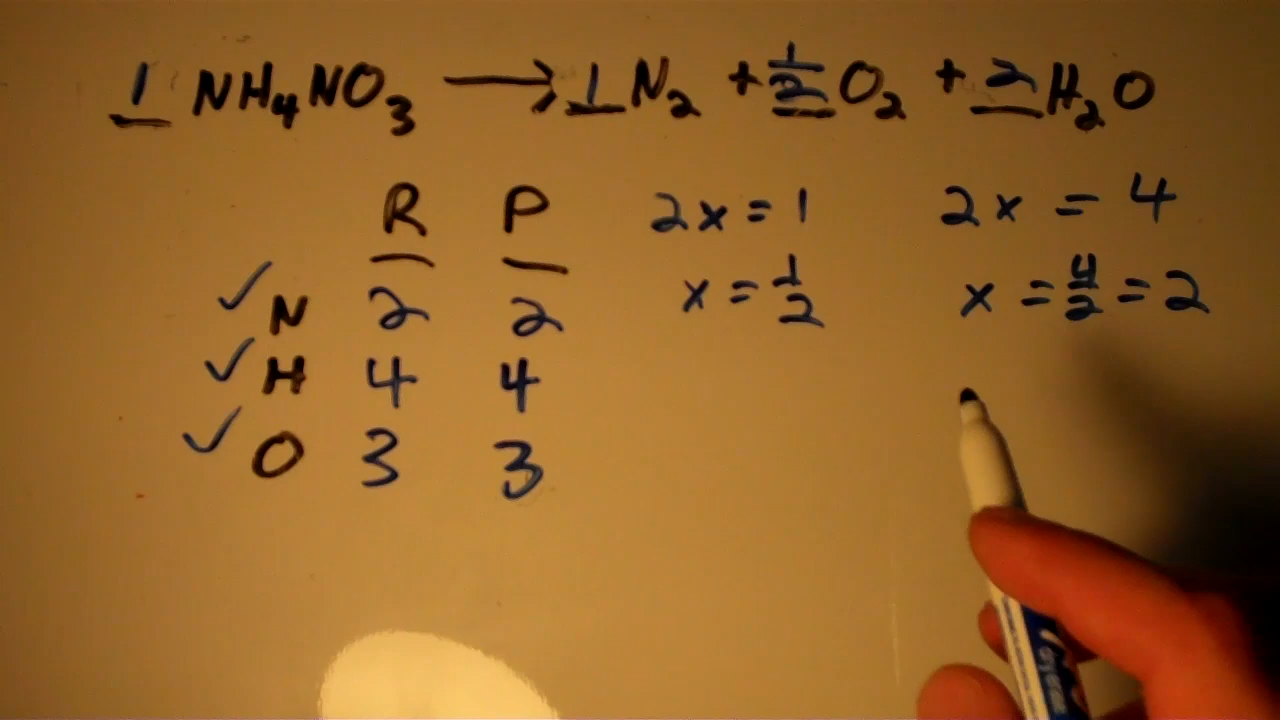 1 NH₄NO₃ → 1 N₂ + 1/2 O₂ + 2 H₂O
R P 2x = 1 2x = 4
✓ N 2 2 x = 1/2 x = 4/2 = 2
✓ H 4 4
✓ O 3 3